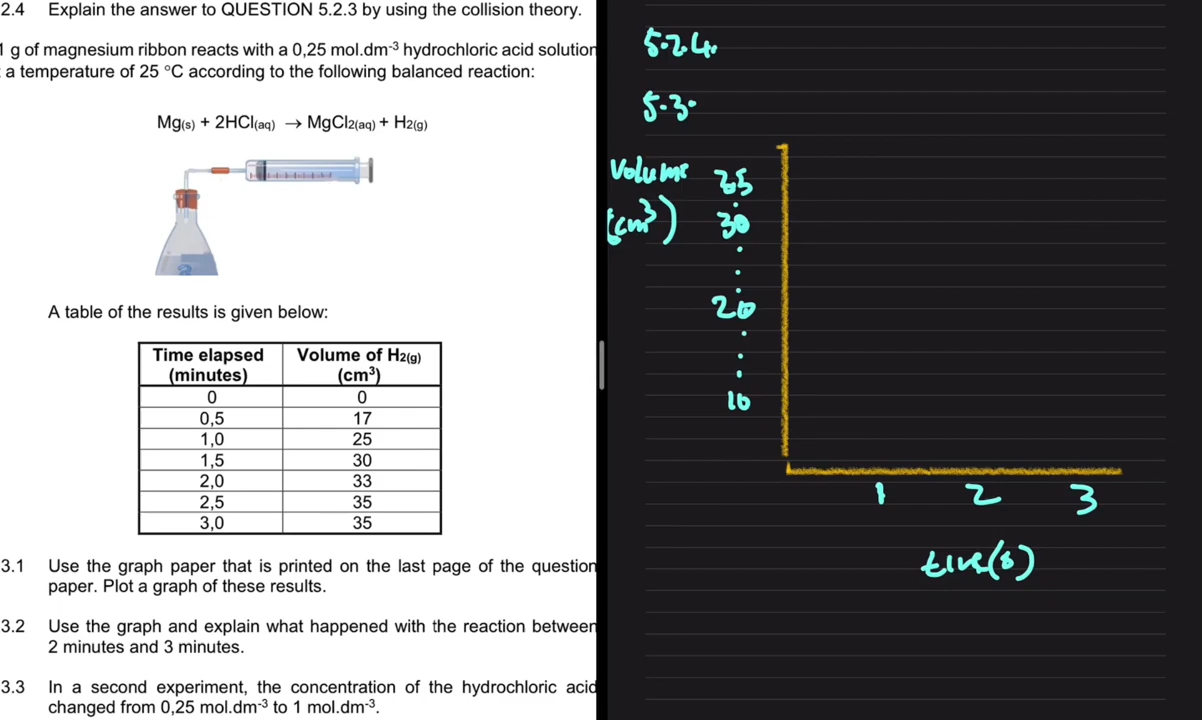 2.4 Explain the answer to QUESTION 5.2.3 by using the collision theory.
1 g of magnesium ribbon reacts with a 0,25 mol.dm-3 hydrochloric acid solution
a temperature of 25 °C according to the following balanced reaction:
Mg(s) + 2HCl(aq) → MgCl2(aq) + H2(g)
A table of the results is given below:
Time elapsed (minutes) Volume of H2(g) (cm³)
0 0
0,5 17
1,0 25
1,5 30
2,0 33
2,5 35
3,0 35
3.1 Use the graph paper that is printed on the last page of the question
paper. Plot a graph of these results.
3.2 Use the graph and explain what happened with the reaction between
2 minutes and 3 minutes.
3.3 In a second experiment, the concentration of the hydrochloric acid
changed from 0,25 mol.dm-3 to 1 mol.dm-3.
5.2.4.
5.3.
Volume
(cm³)
35
30
20
10
1 2 3
time(s)